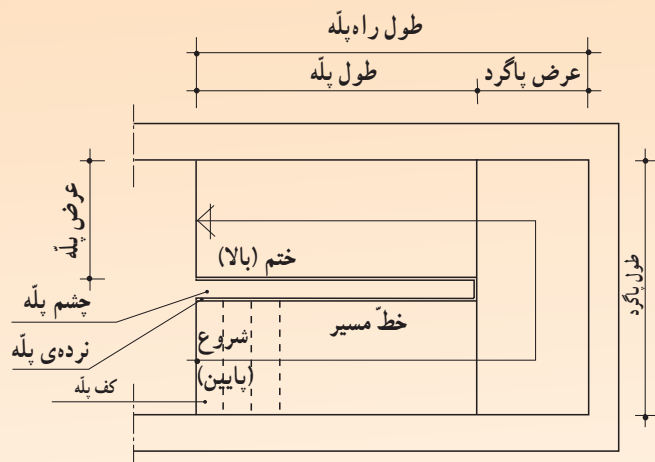 طول راه‌پلّه
طول پلّه
عرض پاگرد
عرض پلّه
ختم (بالا)
طول پاگرد
چشم پلّه
خطّ مسیر
نرده‌ی پلّه
شروع
(پایین)
کف پلّه